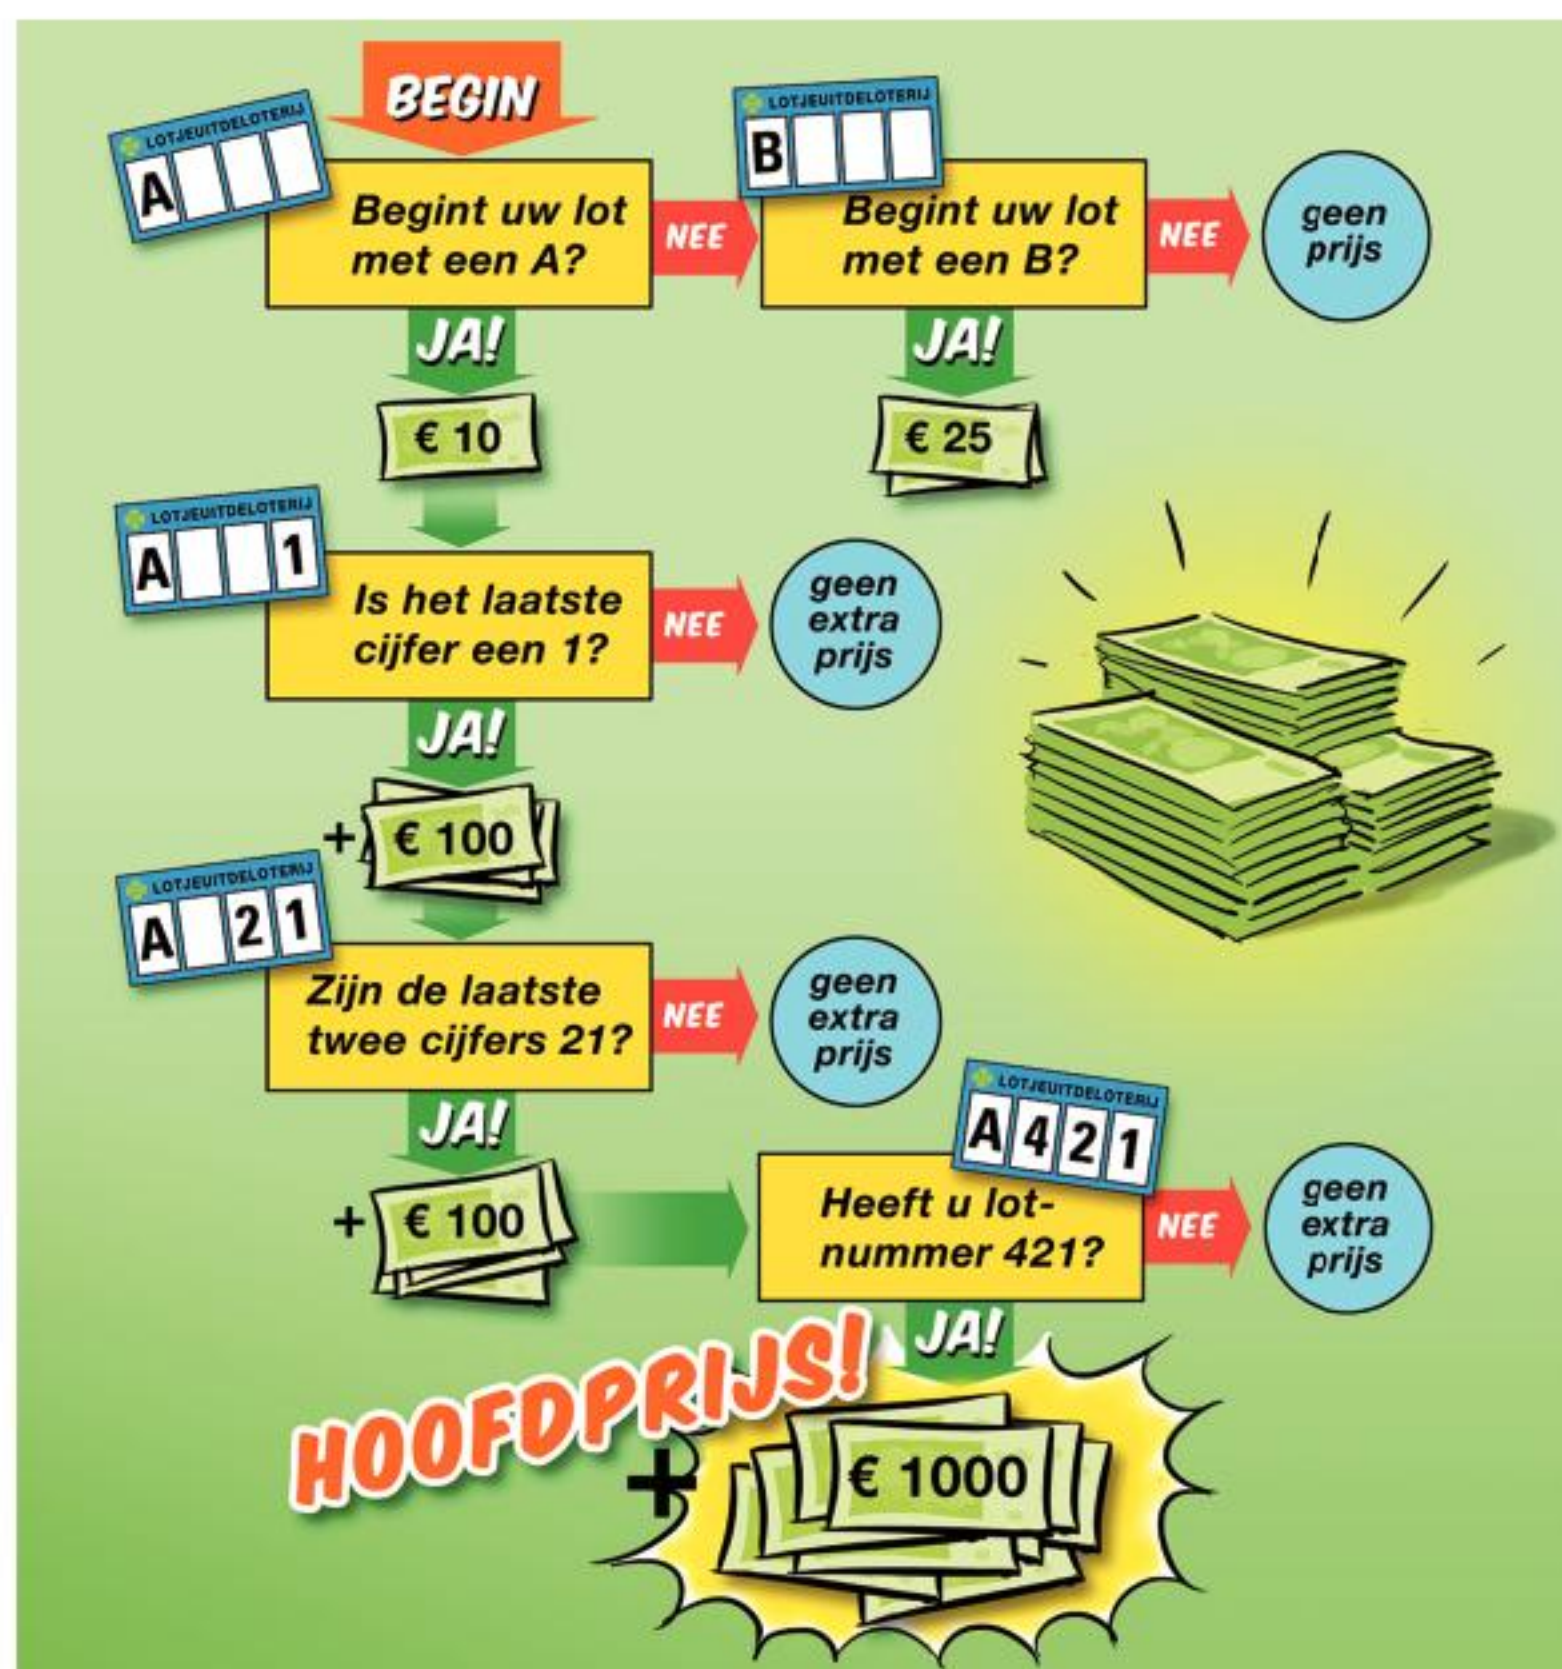 BEGIN
LOTJEUITDELOTERIJ
A
Begint uw lot
met een A?
NEE
LOTJEUITDELOTERIJ
B
Begint uw lot
met een B?
NEE
geen
prijs
JA!
€ 10
JA!
€ 25
LOTJEUITDELOTERIJ
A 1
Is het laatste
cijfer een 1?
NEE
geen
extra
prijs
JA!
+ € 100
LOTJEUITDELOTERIJ
A 2 1
Zijn de laatste
twee cijfers 21?
NEE
geen
extra
prijs
JA!
+ € 100
LOTJEUITDELOTERIJ
A 4 2 1
Heeft u lot-
nummer 421?
NEE
geen
extra
prijs
JA!
HOOFDPRIJS!
+ € 1000